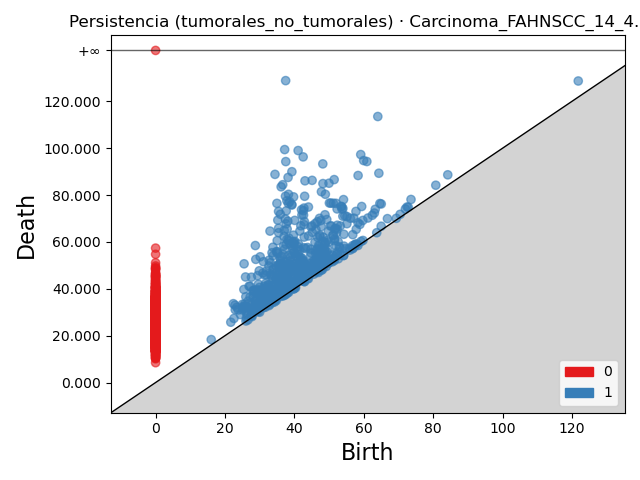 Persistencia (tumorales_no_tumorales) · Carcinoma_FAHNSCC_14_4.
+∞
120.000
100.000
80.000
60.000
40.000
20.000
0.000
Death
0
1
0 20 40 60 80 100 120
Birth